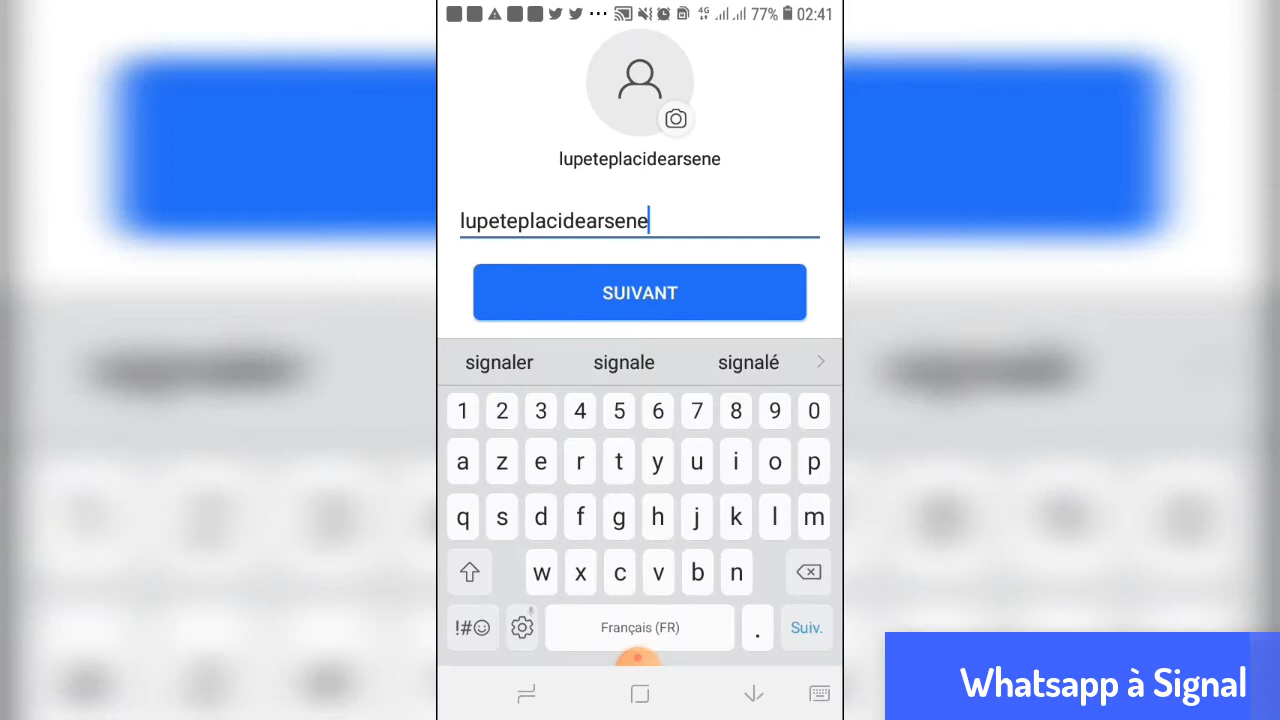 4G 77% 02:41
lupeteplacidearsene
lupeteplacidearsene
SUIVANT
signaler signale signalé
1 2 3 4 5 6 7 8 9 0
a z e r t y u i o p
q s d f g h j k l m
w x c v b n
!#☺ Français (FR) . Suiv.
Whatsapp à Signal